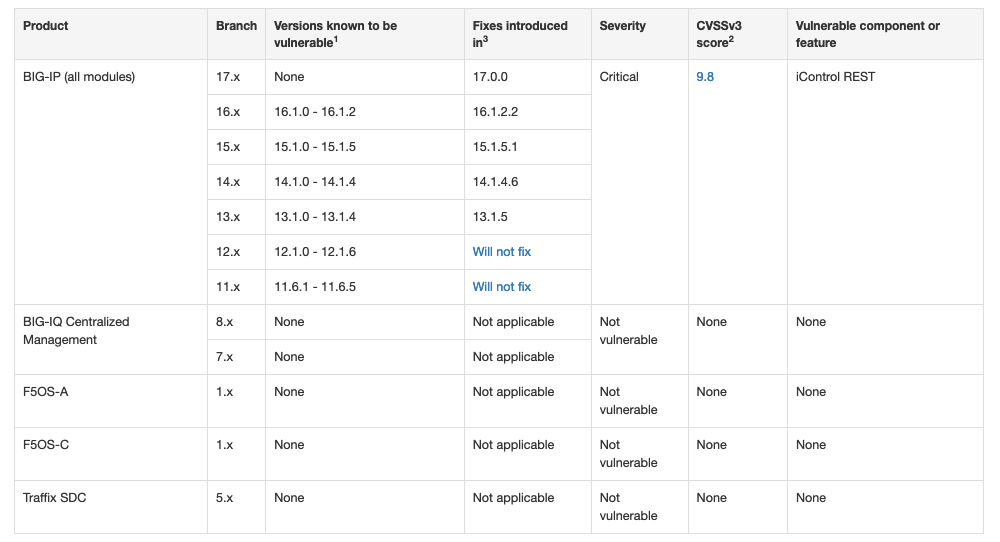 Product Branch Versions known to be vulnerable1 Fixes introduced in3 Severity CVSSv3 score2 Vulnerable component or feature
BIG-IP (all modules) 17.x None 17.0.0 Critical 9.8 iControl REST
16.x 16.1.0 - 16.1.2 16.1.2.2
15.x 15.1.0 - 15.1.5 15.1.5.1
14.x 14.1.0 - 14.1.4 14.1.4.6
13.x 13.1.0 - 13.1.4 13.1.5
12.x 12.1.0 - 12.1.6 Will not fix
11.x 11.6.1 - 11.6.5 Will not fix
BIG-IQ Centralized Management 8.x None Not applicable Not vulnerable None None
7.x None Not applicable
F5OS-A 1.x None Not applicable Not vulnerable None None
F5OS-C 1.x None Not applicable Not vulnerable None None
Traffix SDC 5.x None Not applicable Not vulnerable None None